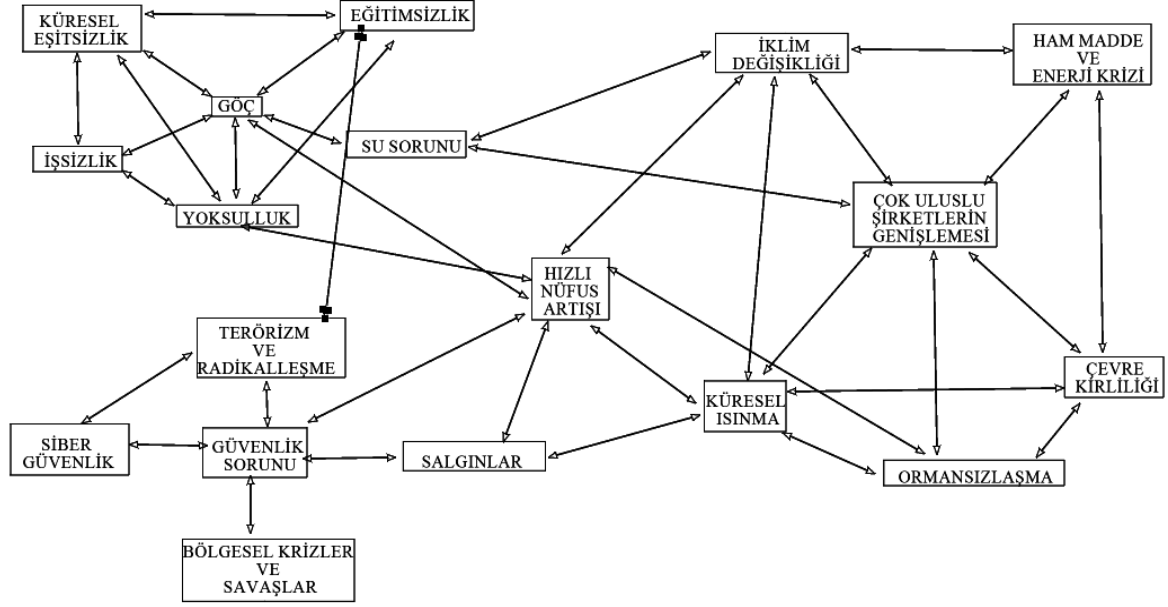 KÜRESEL
EŞİTSİZLİK
EĞİTİMSİZLİK
İKLİM
DEĞİŞİKLİĞİ
HAM MADDE
VE
ENERJİ KRİZİ
GÖÇ
SU SORUNU
İŞSİZLİK
YOKSULLUK
ÇOK ULUSLU
ŞİRKETLERİN
GENİŞLEMESİ
HIZLI
NÜFUS
ARTIŞI
TERÖRİZM
VE
RADİKALLEŞME
KÜRESEL
ISINMA
ÇEVRE
KİRLİLİĞİ
SİBER
GÜVENLİK
GÜVENLİK
SORUNU
SALGINLAR
ORMANSIZLAŞMA
BÖLGESEL KRİZLER
VE
SAVAŞLAR